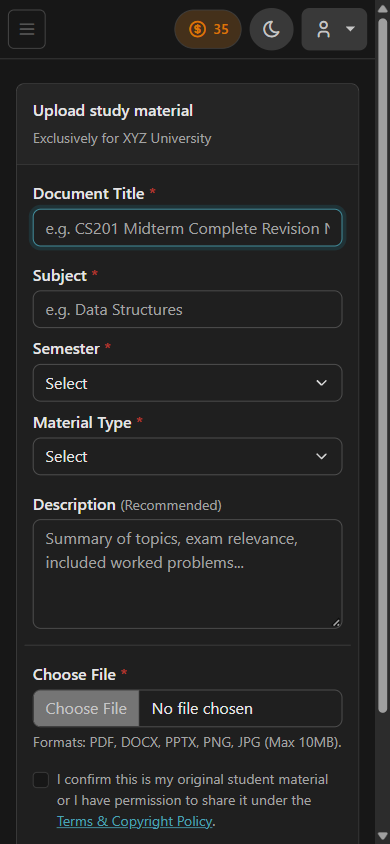 35
Upload study material
Exclusively for XYZ University
Document Title *
e.g. CS201 Midterm Complete Revision N
Subject *
e.g. Data Structures
Semester *
Select
Material Type *
Select
Description (Recommended)
Summary of topics, exam relevance,
included worked problems...
Choose File *
Choose File No file chosen
Formats: PDF, DOCX, PPTX, PNG, JPG (Max 10MB).
I confirm this is my original student material
or I have permission to share it under the
Terms & Copyright Policy.